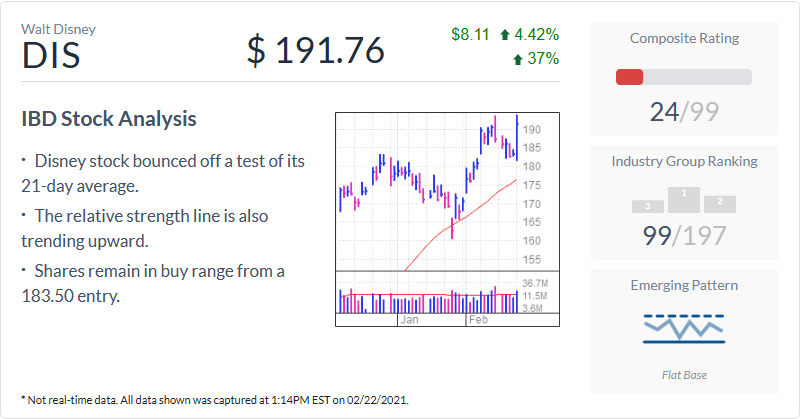 Walt Disney
DIS
$ 191.76
$8.11 4.42%
37%
IBD Stock Analysis
• Disney stock bounced off a test of its
21-day average.
• The relative strength line is also
trending upward.
• Shares remain in buy range from a
183.50 entry.
190
185
180
175
170
165
160
155
36.7M
11.5M
3.6M
Jan Feb
Composite Rating
24/99
Industry Group Ranking
3 1 2
99/197
Emerging Pattern
Flat Base
* Not real-time data. All data shown was captured at 1:14PM EST on 02/22/2021.